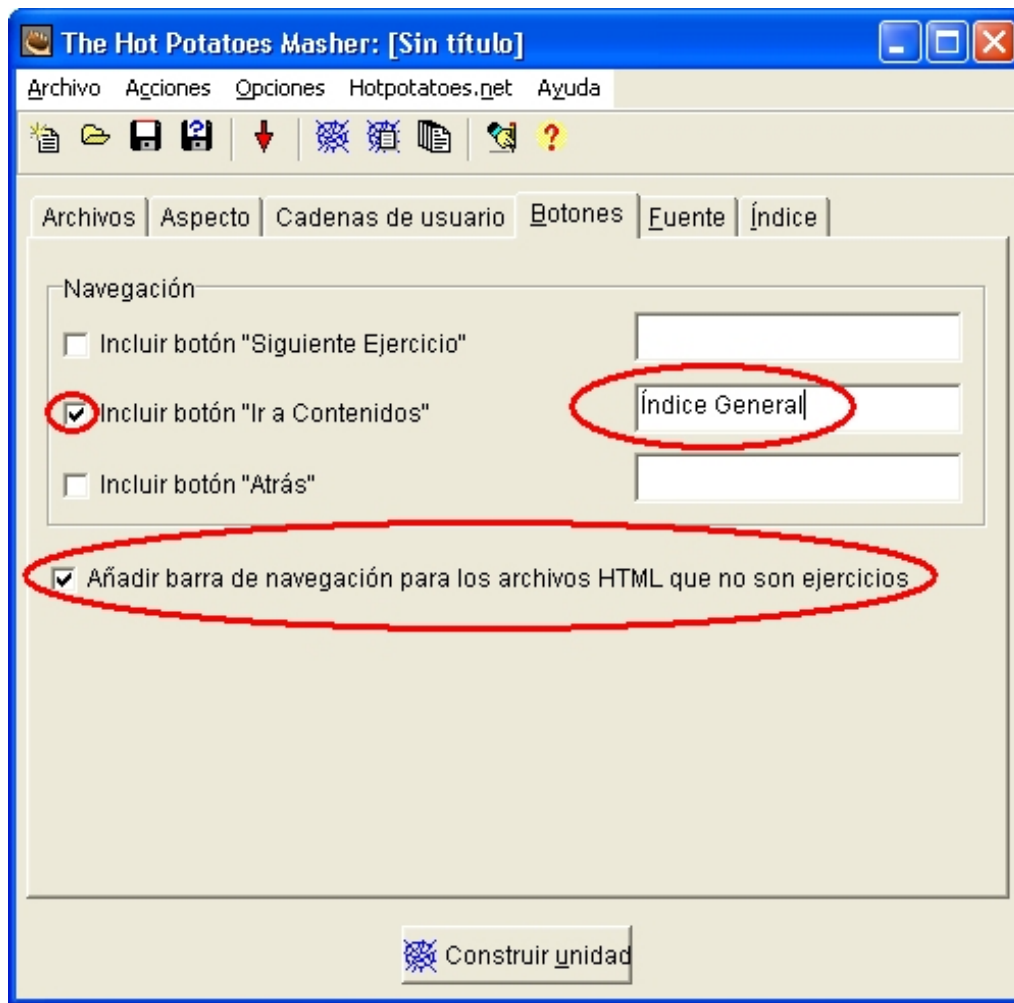 The Hot Potatoes Masher: [Sin título]
Archivo Acciones Opciones Hotpotatoes.net Ayuda
Archivos Aspecto Cadenas de usuario Botones Fuente Índice
Navegación
Incluir botón "Siguiente Ejercicio"
Incluir botón "Ir a Contenidos" Índice General
Incluir botón "Atrás"
Añadir barra de navegación para los archivos HTML que no son ejercicios
Construir unidad